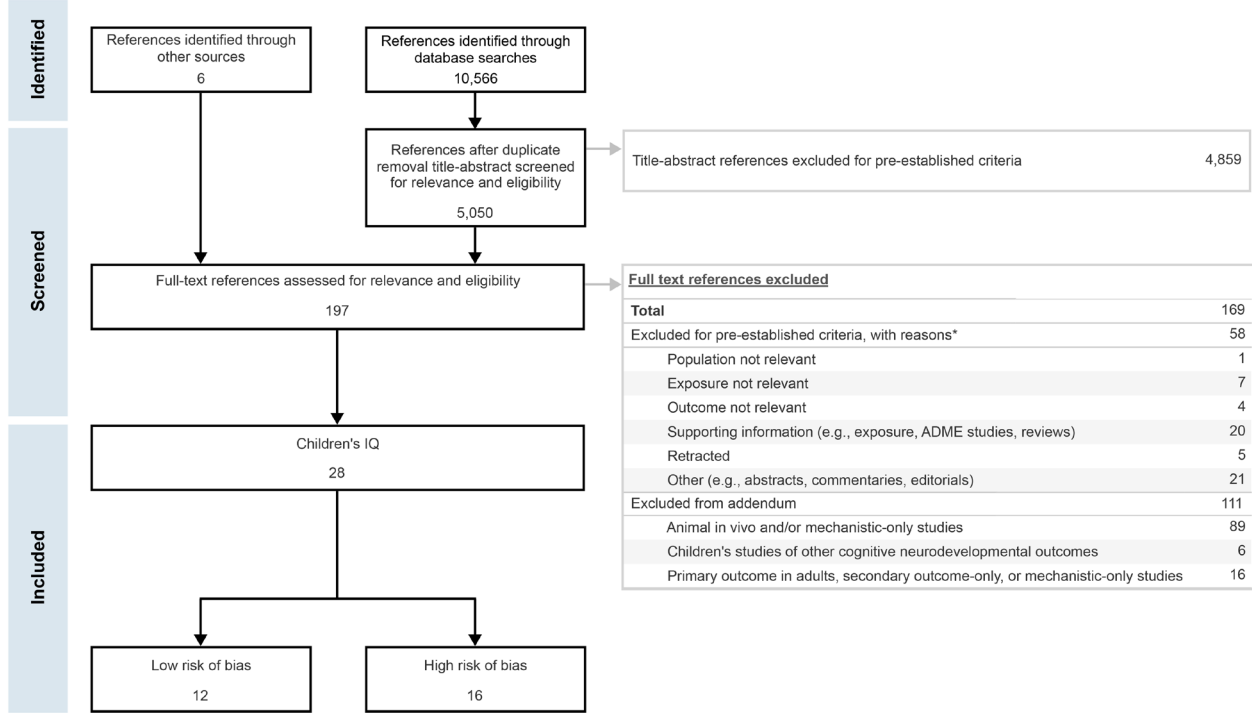 Identified
References identified through
other sources
6
References identified through
database searches
10,566
Screened
References after duplicate
removal title-abstract screened
for relevance and eligibility
5,050
Title-abstract references excluded for pre-established criteria 4,859
Full-text references assessed for relevance and eligibility
197
Full text references excluded
Total 169
Excluded for pre-established criteria, with reasons* 58
Population not relevant 1
Exposure not relevant 7
Outcome not relevant 4
Supporting information (e.g., exposure, ADME studies, reviews) 20
Retracted 5
Other (e.g., abstracts, commentaries, editorials) 21
Excluded from addendum 111
Animal in vivo and/or mechanistic-only studies 89
Children's studies of other cognitive neurodevelopmental outcomes 6
Primary outcome in adults, secondary outcome-only, or mechanistic-only studies 16
Included
Children's IQ
28
Low risk of bias
12
High risk of bias
16